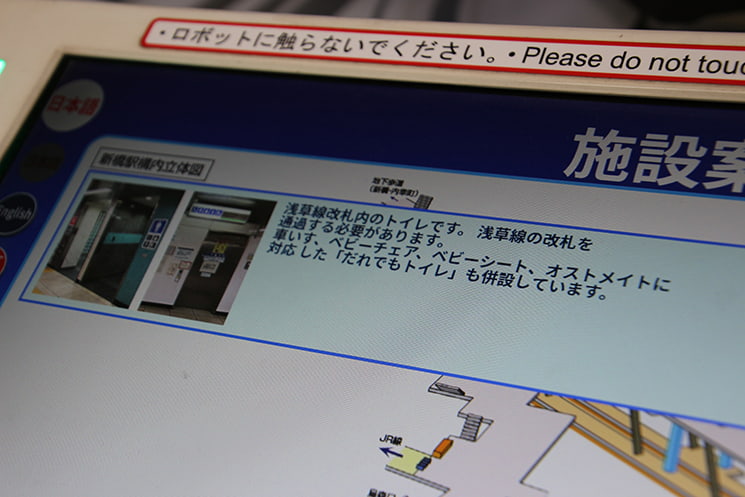 ・ロボットに触らないでください。・Please do not touc
日本語
施設案
新橋駅構内立体図
地下歩道
(新橋-内幸町)
English
浅草線改札内のトイレです。浅草線の改札を
通過する必要があります。
車いす、ベビーチェア、ベビーシート、オストメイトに
対応した「だれでもトイレ」も併設しています。
JR線